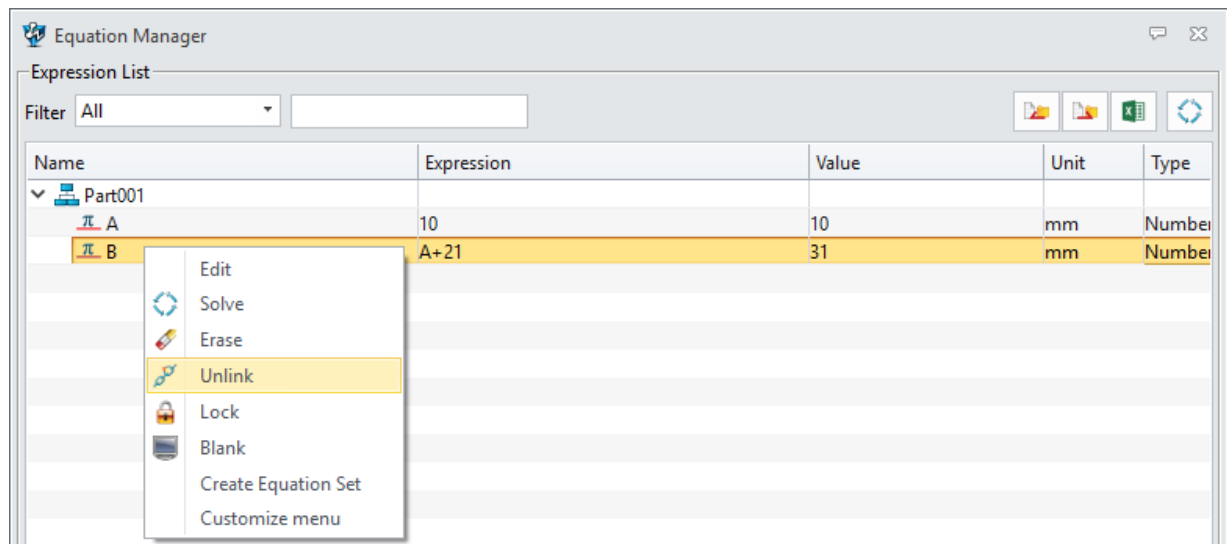 Equation Manager
Expression List
Filter All
Name Expression Value Unit Type
Part001
π A 10 10 mm Number
π B A+21 31 mm Number
Edit
Solve
Erase
Unlink
Lock
Blank
Create Equation Set
Customize menu